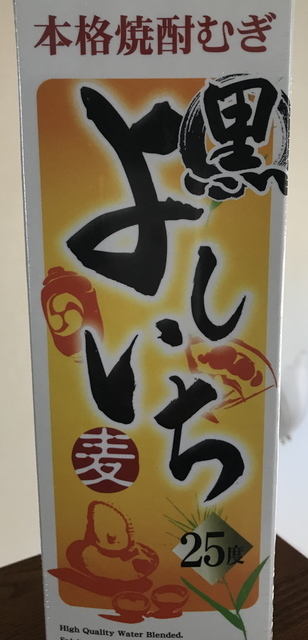 本格焼酎むぎ
黒
よしいち
麦
25度
High Quality Water Blended.